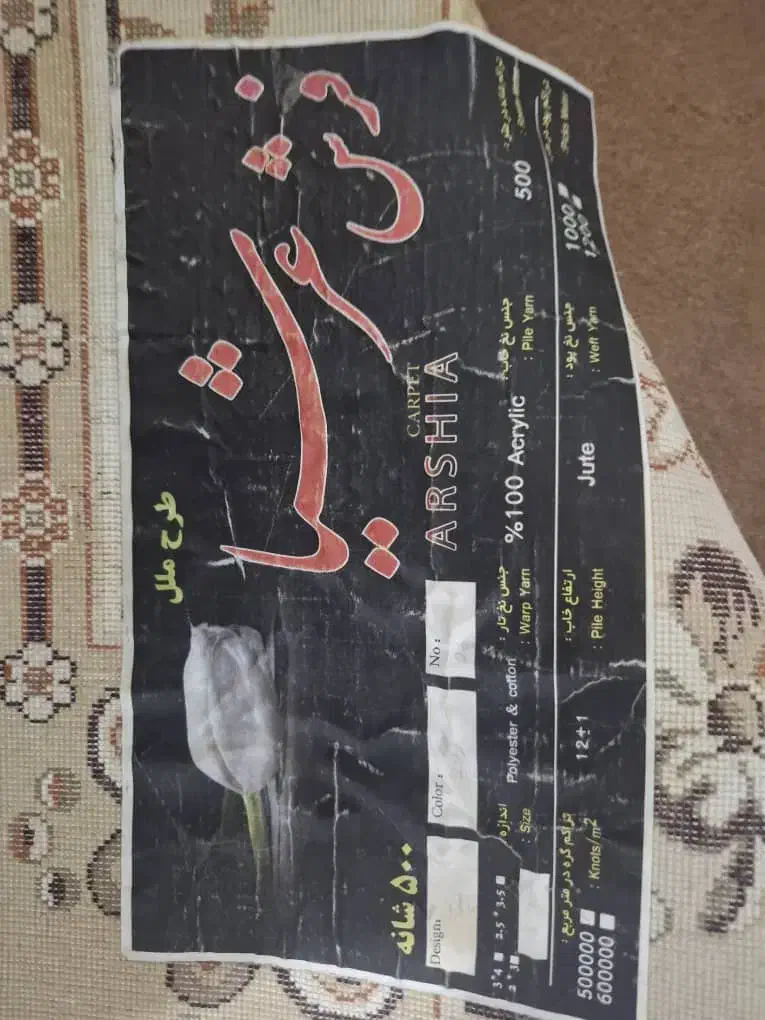 فرش عرشیا
طرح ملل
CARPET
ARSHIA
۵۰۰ شانه
Design:
Color :
No :
500
جنس نخ خاب :
: Pile Yarn
%100 Acrylic
جنس نخ تار :
: Warp Yarn
Polyester & cotton
اندازه :
: Size
3*4
2.5 * 3.5
2 * 3
1000
1200
جنس نخ پود :
: Weft Yarn
Jute
ارتفاع خاب :
: Pile Height
12±1
تراکم گره در متر مربع :
: Knots/m2
500000
600000